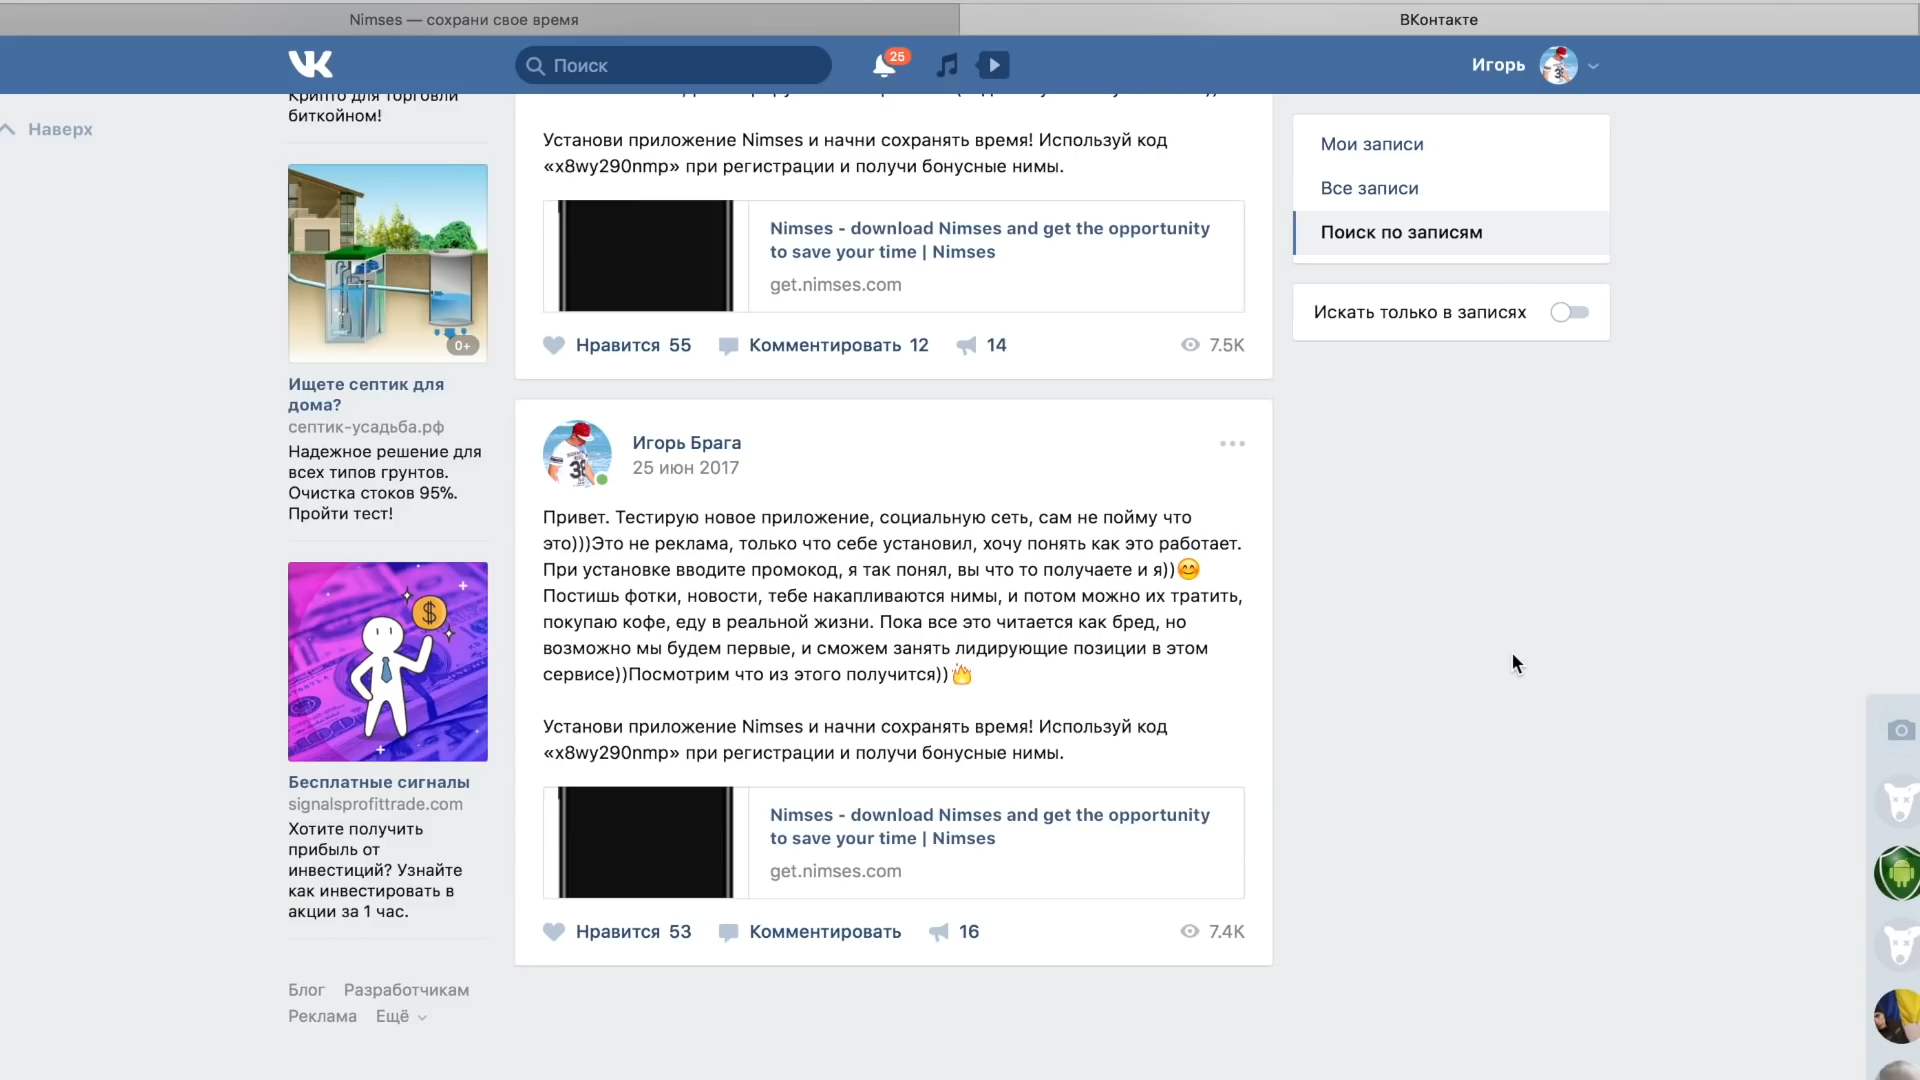 Nimses — сохрани свое время
ВКонтакте
Поиск
25
Игорь
Наверх
Крипто для торговли
биткойном!
0+
Ищете септик для
дома?
септик-усадьба.рф
Надежное решение для
всех типов грунтов.
Очистка стоков 95%.
Пройти тест!
Бесплатные сигналы
signalsprofittrade.com
Хотите получить
прибыль от
инвестиций? Узнайте
как инвестировать в
акции за 1 час.
Блог Разработчикам
Реклама Ещё
Установи приложение Nimses и начни сохранять время! Используй код
«x8wy290nmp» при регистрации и получи бонусные нимы.
Nimses - download Nimses and get the opportunity
to save your time | Nimses
get.nimses.com
Нравится 55 Комментировать 12 14 7.5K
Игорь Брага
25 июн 2017
Привет. Тестирую новое приложение, социальную сеть, сам не пойму что
это)))Это не реклама, только что себе установил, хочу понять как это работает.
При установке вводите промокод, я так понял, вы что то получаете и я))😊
Постишь фотки, новости, тебе накапливаются нимы, и потом можно их тратить,
покупаю кофе, еду в реальной жизни. Пока все это читается как бред, но
возможно мы будем первые, и сможем занять лидирующие позиции в этом
сервисе))Посмотрим что из этого получится))🔥
Установи приложение Nimses и начни сохранять время! Используй код
«x8wy290nmp» при регистрации и получи бонусные нимы.
Nimses - download Nimses and get the opportunity
to save your time | Nimses
get.nimses.com
Нравится 53 Комментировать 16 7.4K
Мои записи
Все записи
Поиск по записям
Искать только в записях